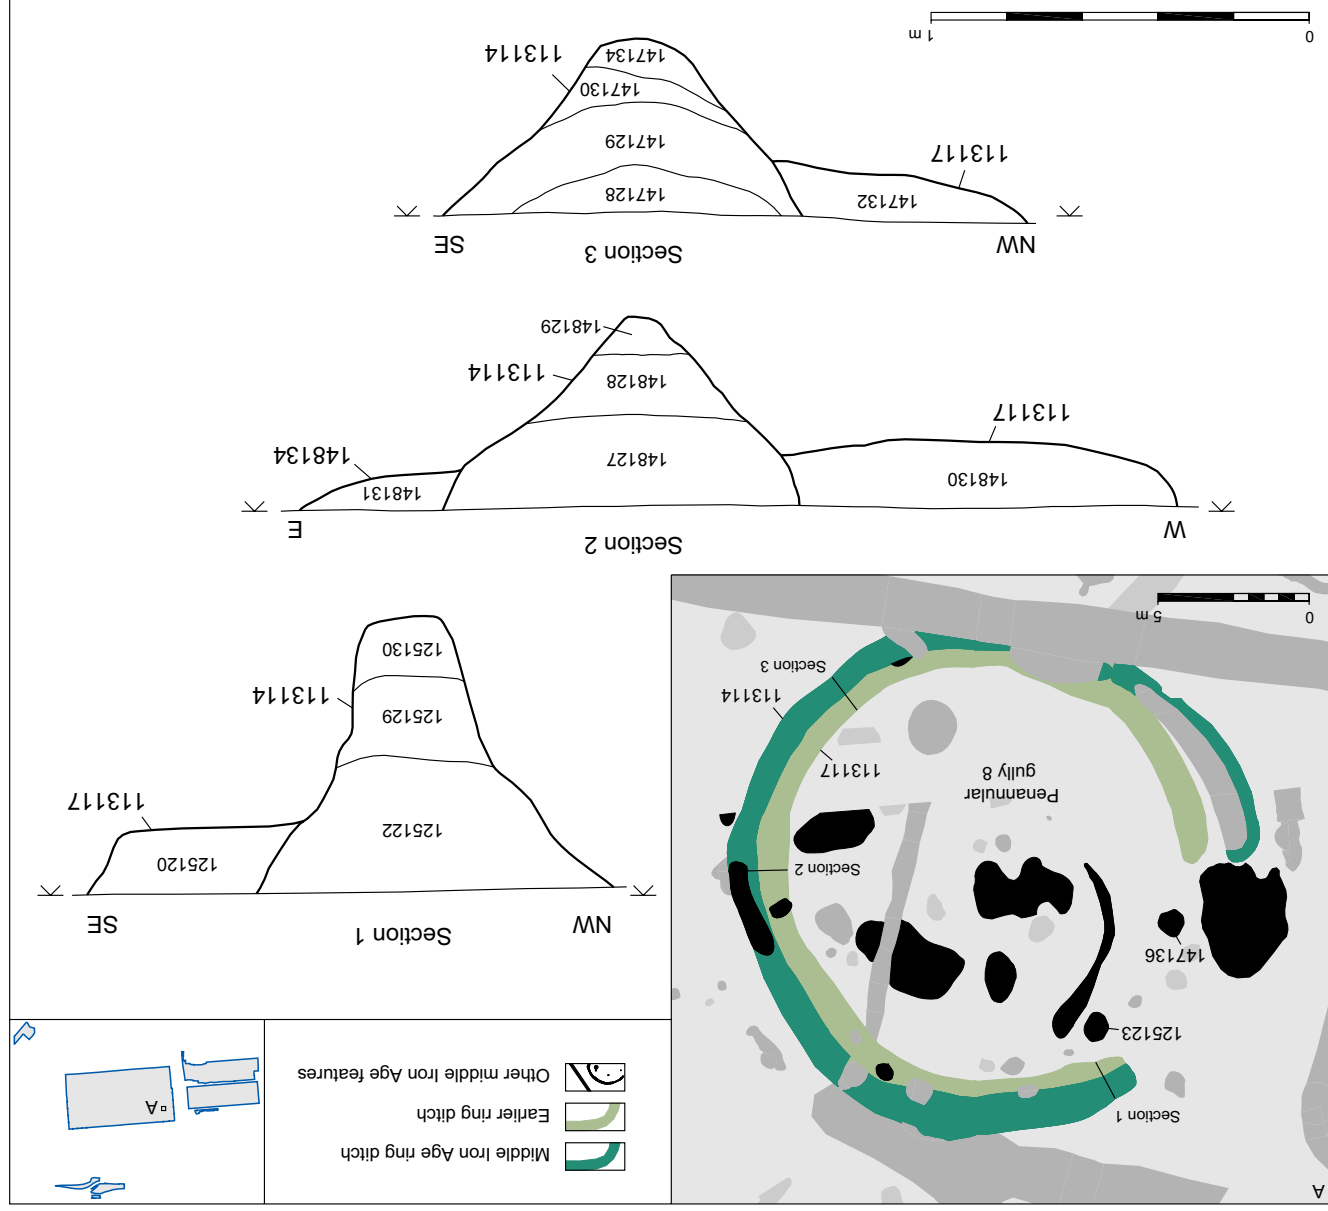 A
Section 1
125123
147136
Section 2
Penannular
gully 8
113117
113114
Section 3
0 5 m
Middle Iron Age ring ditch
Earlier ring ditch
Other middle Iron Age features
A
NW Section 1 SE
125120
125122
113117
125129
113114
125130
W Section 2 E
148131
148130
148127
148134
113117
148128
113114
148129
NW Section 3 SE
147132
147128
113117
147129
147130
113114
147134
0 1 m